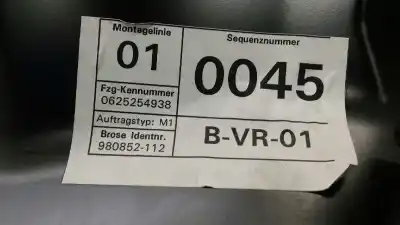 Montagelinie
01
Sequenznummer
0045
Fzg-Kennummer
0625254938
Auftragstyp: M1
Brose Identnr.
980852-112
B-VR-01